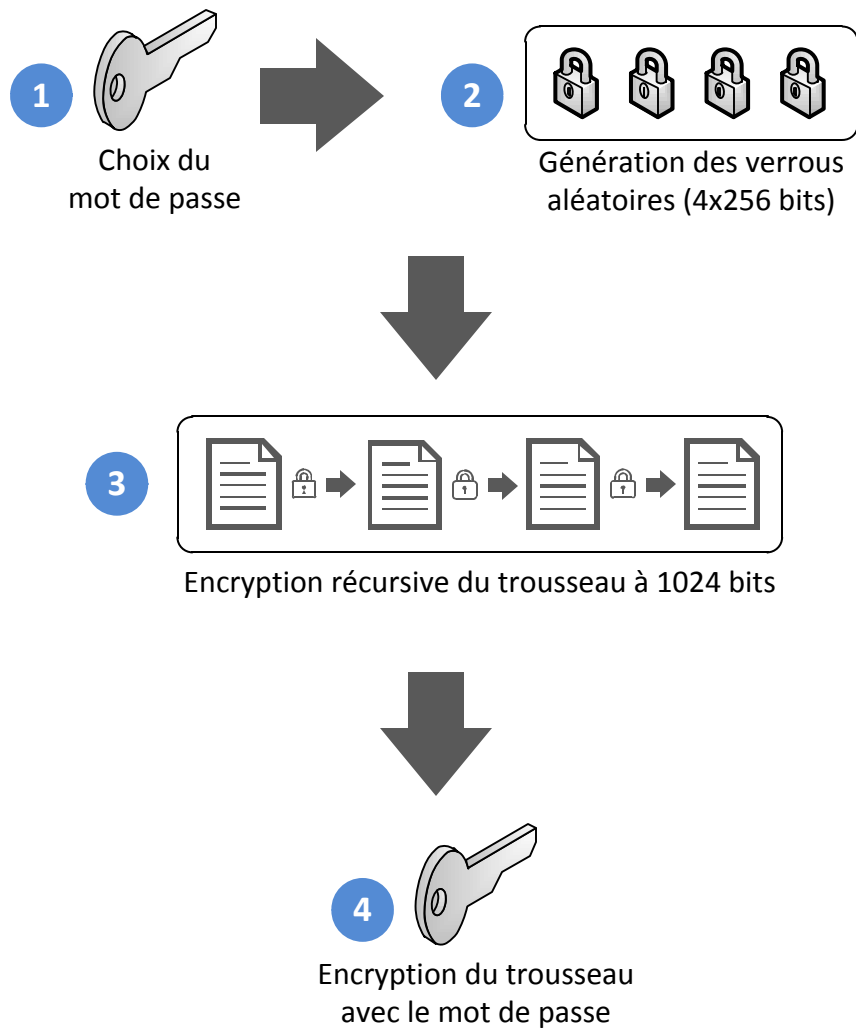 1
Choix du
mot de passe
2
Génération des verrous
aléatoires (4x256 bits)
3
Encryption récursive du trousseau à 1024 bits
4
Encryption du trousseau
avec le mot de passe